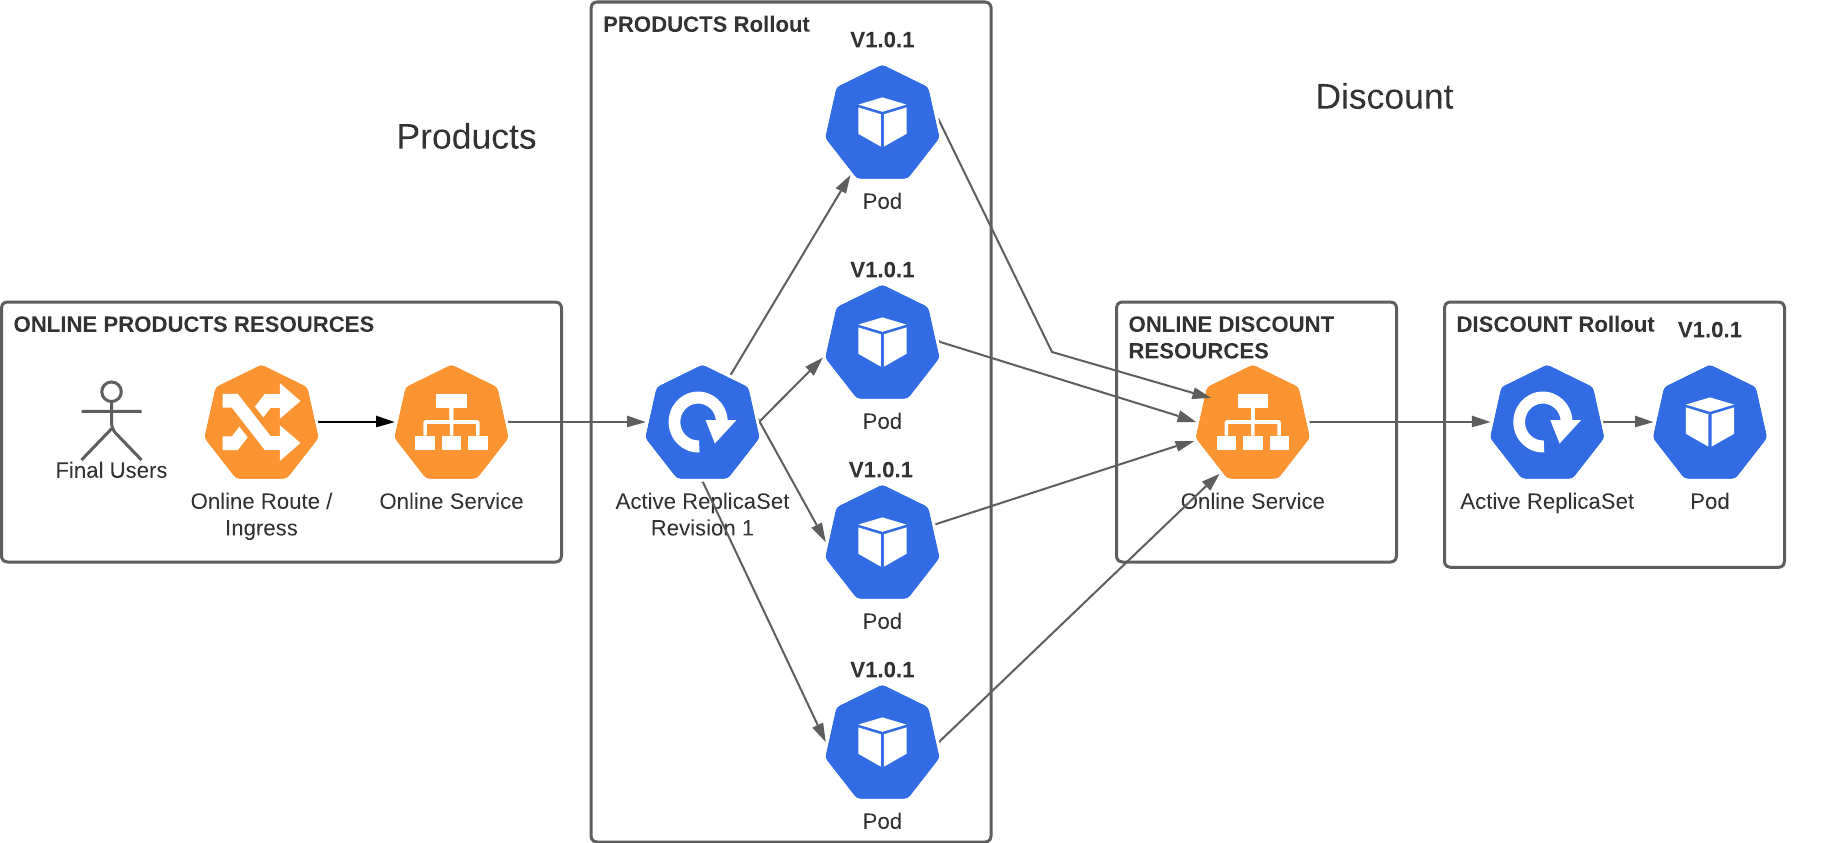 PRODUCTS Rollout
V1.0.1
Discount
Products
Pod
V1.0.1
ONLINE PRODUCTS RESOURCES
Final Users
Online Route /
Ingress
Online Service
Active ReplicaSet
Revision 1
Pod
V1.0.1
Pod
V1.0.1
Pod
ONLINE DISCOUNT
RESOURCES
Online Service
DISCOUNT Rollout
V1.0.1
Active ReplicaSet
Pod